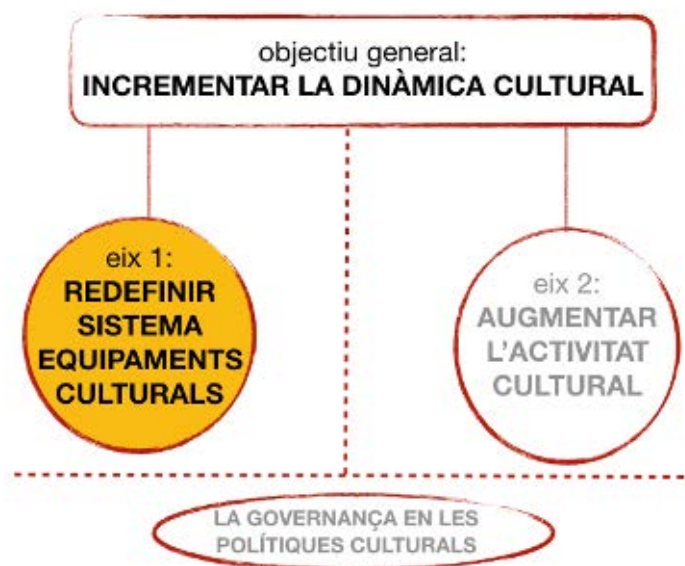 objectiu general:
INCREMENTAR LA DINÀMICA CULTURAL
eix 1:
REDEFINIR
SISTEMA
EQUIPAMENTS
CULTURALS
eix 2:
AUGMENTAR
L'ACTIVITAT
CULTURAL
LA GOVERNANÇA EN LES
POLÍTIQUES CULTURALS